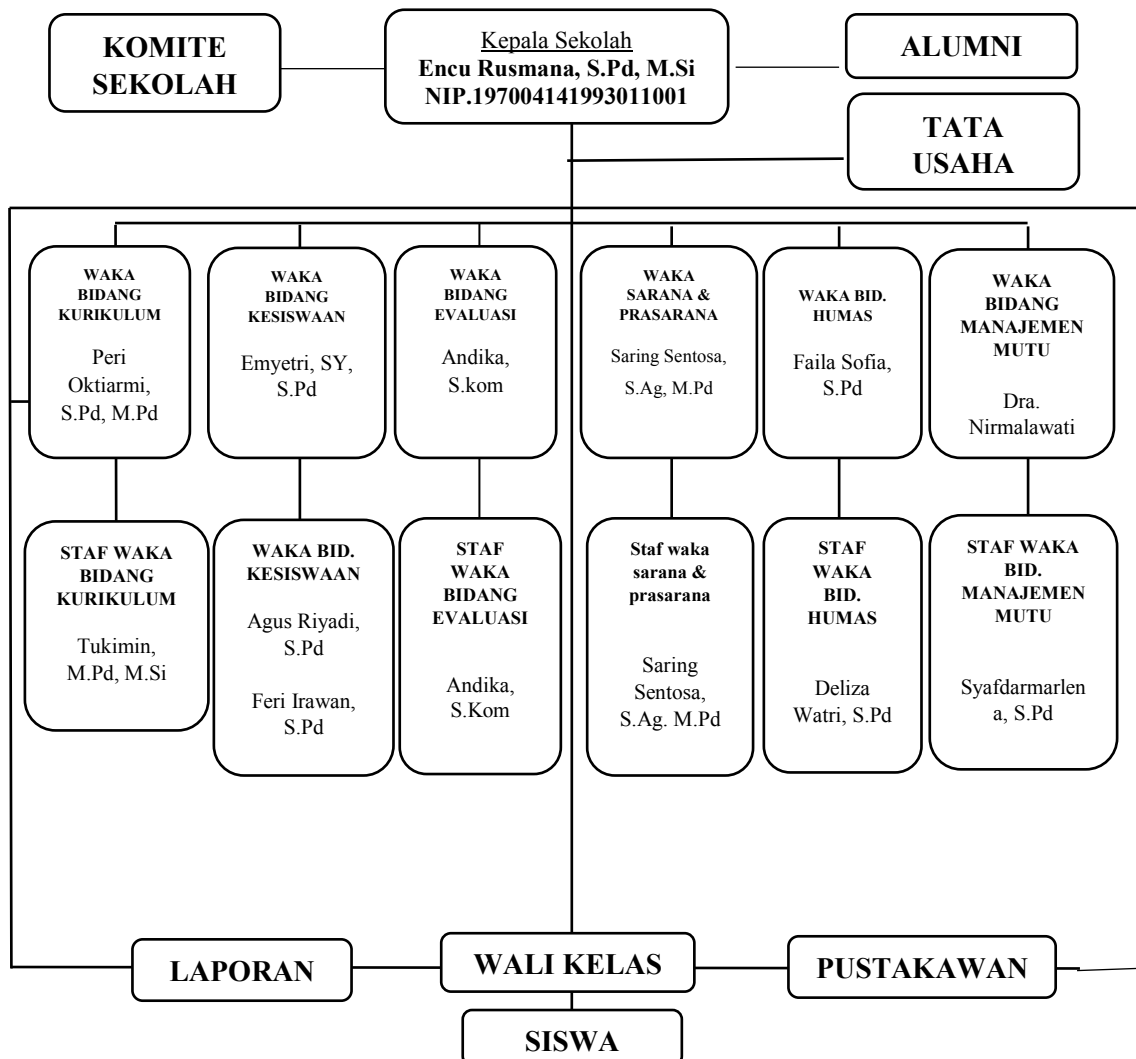 KOMITE
SEKOLAH
Kepala Sekolah
Encu Rusmana, S.Pd, M.Si
NIP.197004141993011001
ALUMNI
TATA
USAHA
WAKA
BIDANG
KURIKULUM
Peri
Oktiarmi,
S.Pd, M.Pd
WAKA
BIDANG
KESISWAAN
Emyetri, SY,
S.Pd
WAKA
BIDANG
EVALUASI
Andika,
S.kom
WAKA
SARANA &
PRASARANA
Saring Sentosa,
S.Ag, M.Pd
WAKA BID.
HUMAS
Faila Sofia,
S.Pd
WAKA
BIDANG
MANAJEMEN
MUTU
Dra.
Nirmalawati
STAF WAKA
BIDANG
KURIKULUM
Tukimin,
M.Pd, M.Si
WAKA BID.
KESISWAAN
Agus Riyadi,
S.Pd
Feri Irawan,
S.Pd
STAF
WAKA
BIDANG
EVALUASI
Andika,
S.Kom
Staf waka
sarana &
prasarana
Saring
Sentosa,
S.Ag. M.Pd
STAF
WAKA
BID.
HUMAS
Deliza
Watri, S.Pd
STAF WAKA
BID.
MANAJEMEN
MUTU
Syafdarmarlen
a, S.Pd
LAPORAN
WALI KELAS
PUSTAKAWAN
SISWA